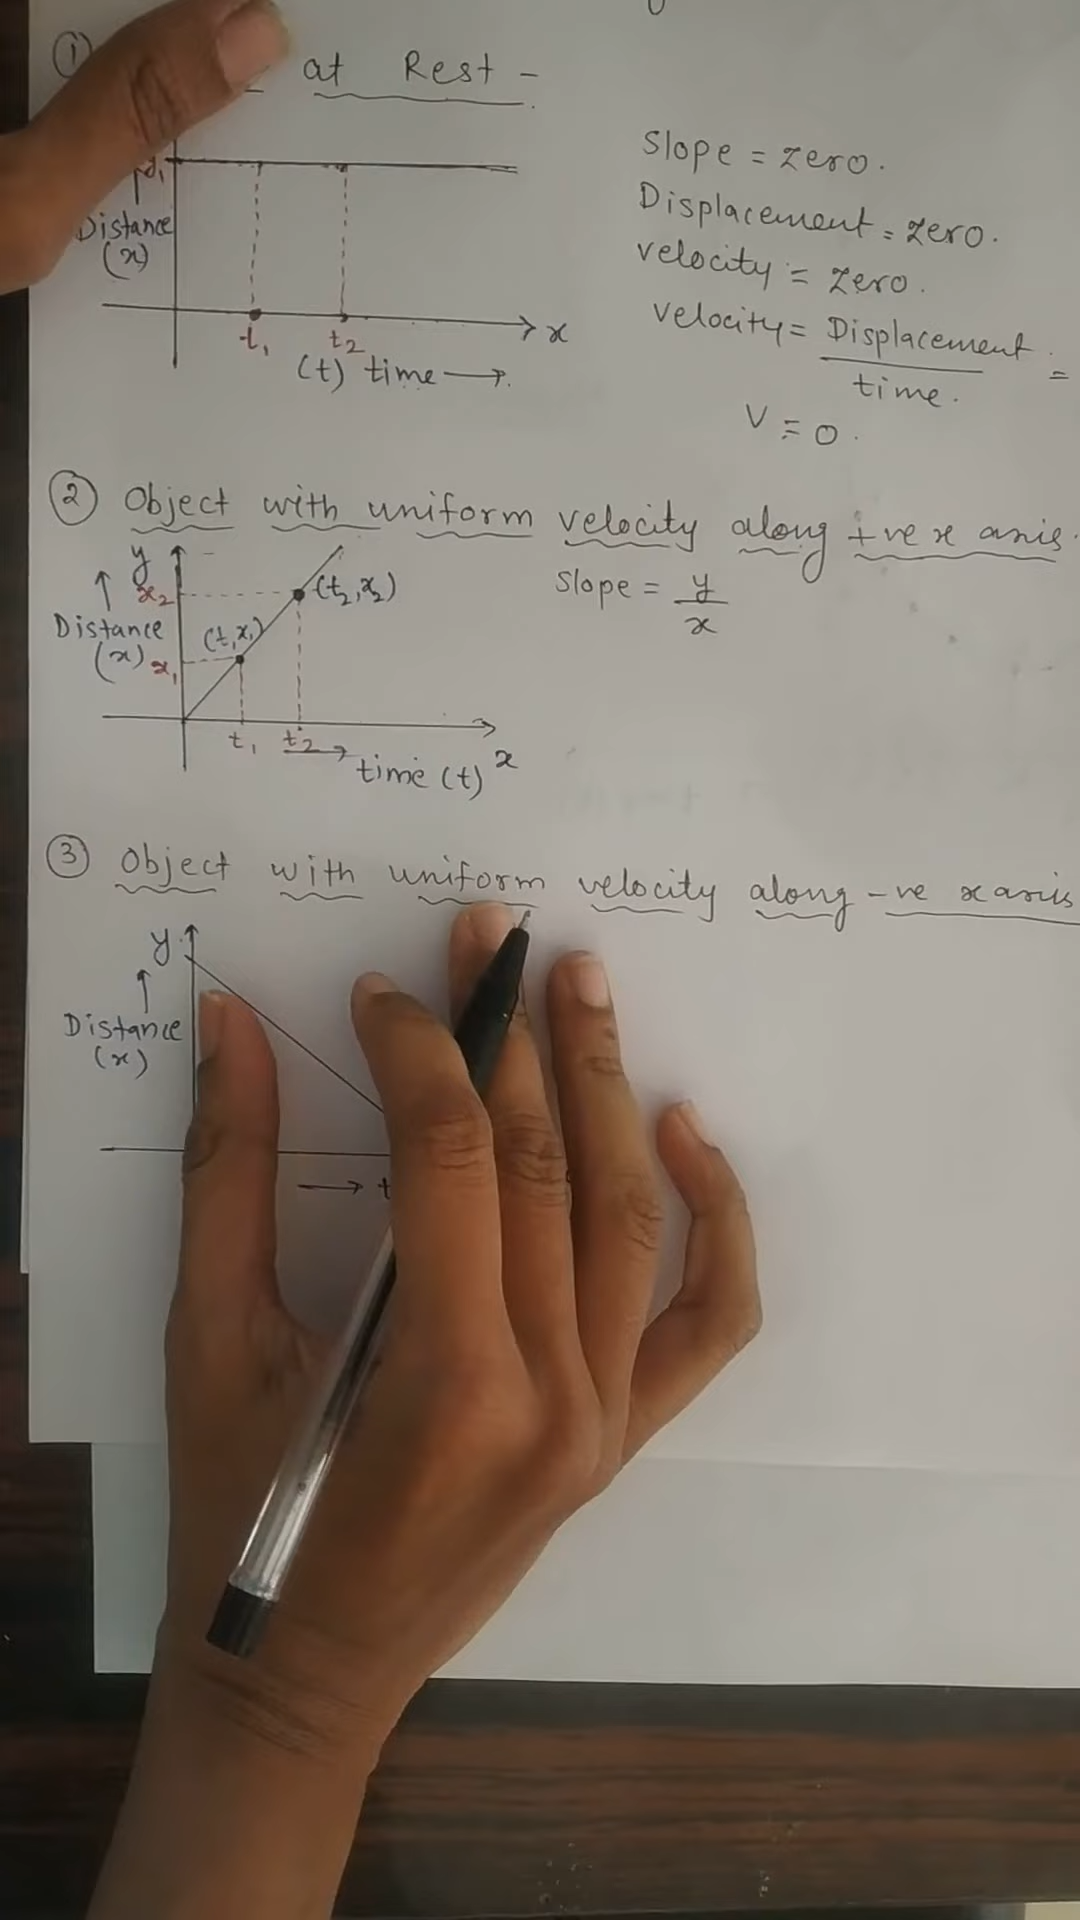 ①
at Rest -
y₁
Distance
(x)
t₁ t₂ x
(t) time →
Slope = zero.
Displacement = zero.
velocity = zero.
velocity = Displacement =
time.
V = 0.
② Object with uniform velocity along +ve x axis.
y
x₂ (t₂,x₂)
Distance (t,x₁)
(x) x₁
t₁ t₂ →
time (t) x
Slope = y
x
③ Object with uniform velocity along -ve x axis
y
Distance
(x)
→ t